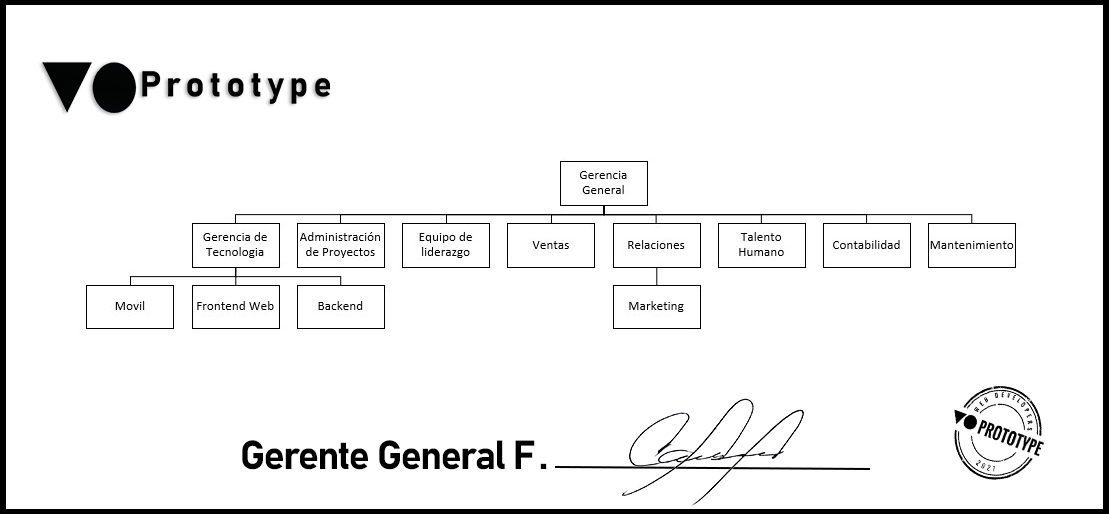 Prototype
Gerencia
General
Gerencia de
Tecnologia
Administración
de Proyectos
Equipo de
liderazgo
Ventas
Relaciones
Talento
Humano
Contabilidad
Mantenimiento
Movil
Frontend Web
Backend
Marketing
Gerente General F.
WEB DEVELOPERS
PROTOTYPE
2021